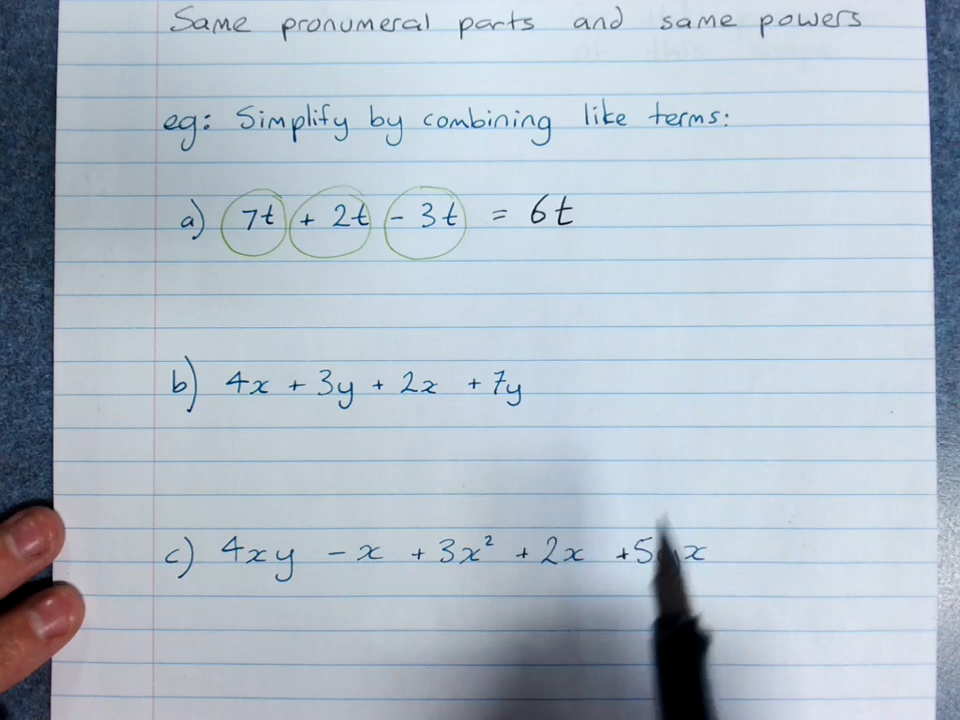 Same pronumeral parts and same powers
eg: Simplify by combining like terms:
a) 7t + 2t - 3t = 6t
b) 4x + 3y + 2x + 7y
c) 4xy - x + 3x² + 2x